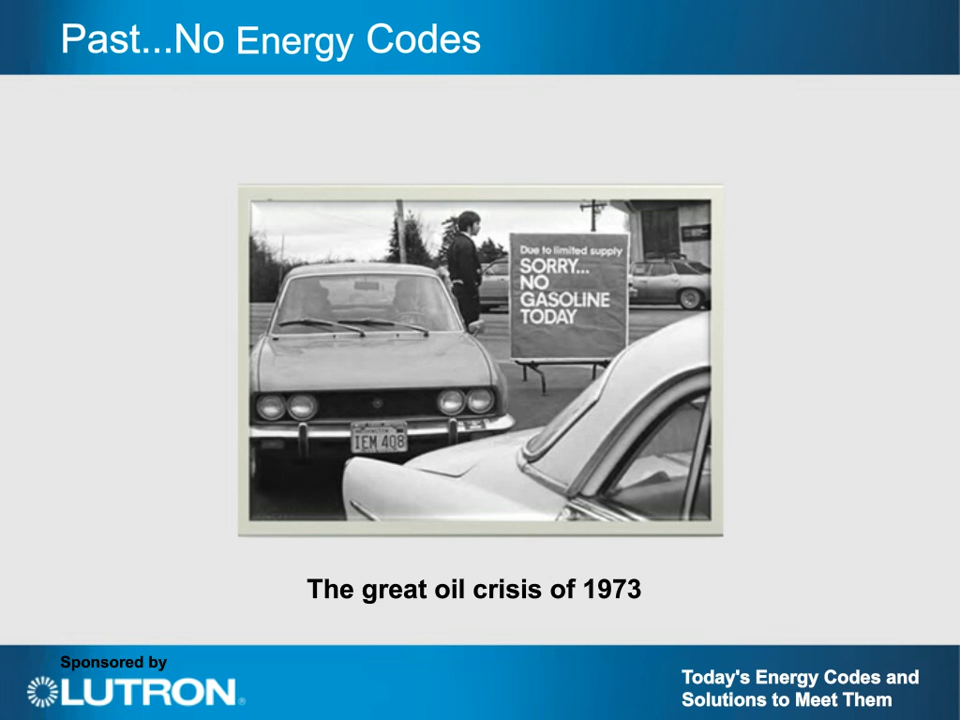 Past...No Energy Codes
Due to limited supply
SORRY...
NO
GASOLINE
TODAY
IEM 408
The great oil crisis of 1973
Sponsored by
LUTRON®
Today's Energy Codes and
Solutions to Meet Them